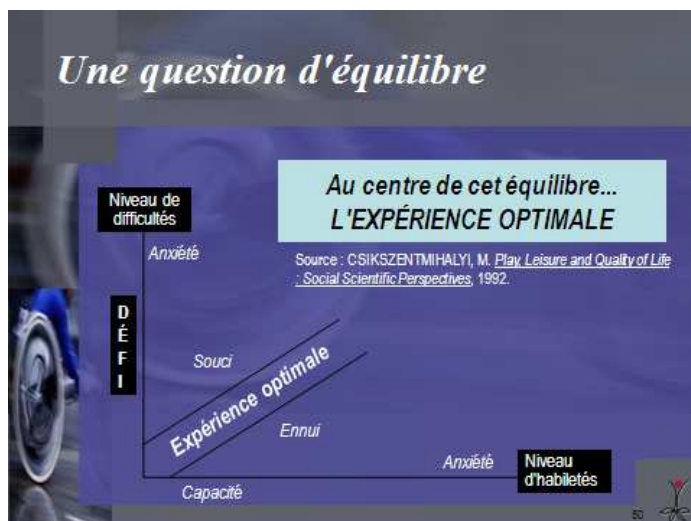 Une question d'équilibre
Au centre de cet équilibre...
L'EXPÉRIENCE OPTIMALE
Source : CSIKSZENTMIHALYI, M. Play, Leisure and Quality of Life
: Social Scientific Perspectives, 1992.
Niveau de
difficultés
Anxiété
D
É
F
I
Souci
Expérience optimale
Ennui
Anxiété
Niveau
d'habiletés
Capacité
50